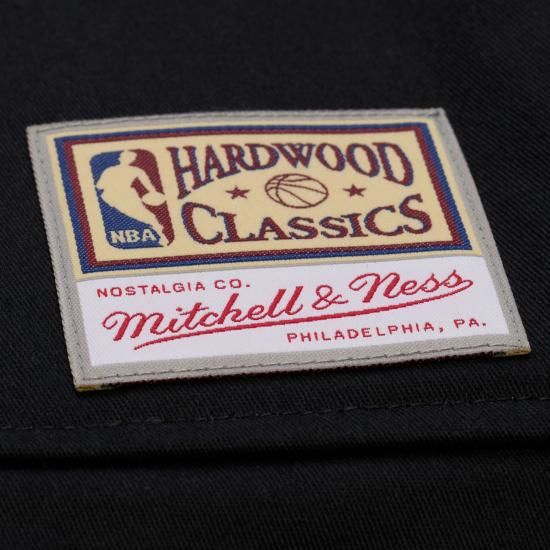 HARDWOOD
CLASSICS
NBA
NOSTALGIA CO.
Mitchell & Ness
PHILADELPHIA, PA.